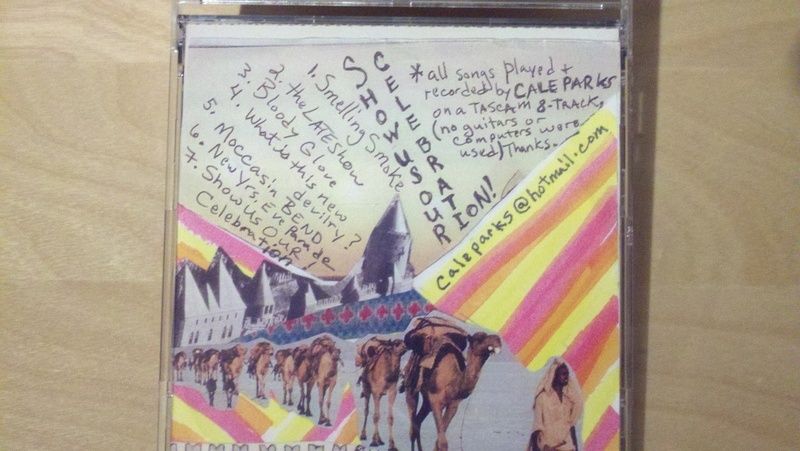 1. Smelling Smoke
2. the LATE Show
3. Bloody Glove
4. What is this new devilry?
5. Moccasin BEND
6. New Yrs. Eve Parade
7. Show Us OUR Celebration!
SHOW US OUR
CELEBRATION!
*all songs played +
recorded by CALE PARKS
on a TASCAM 8-TRACK,
(no guitars or
computers were
used) Thanks.
caleparks@hotmail.com